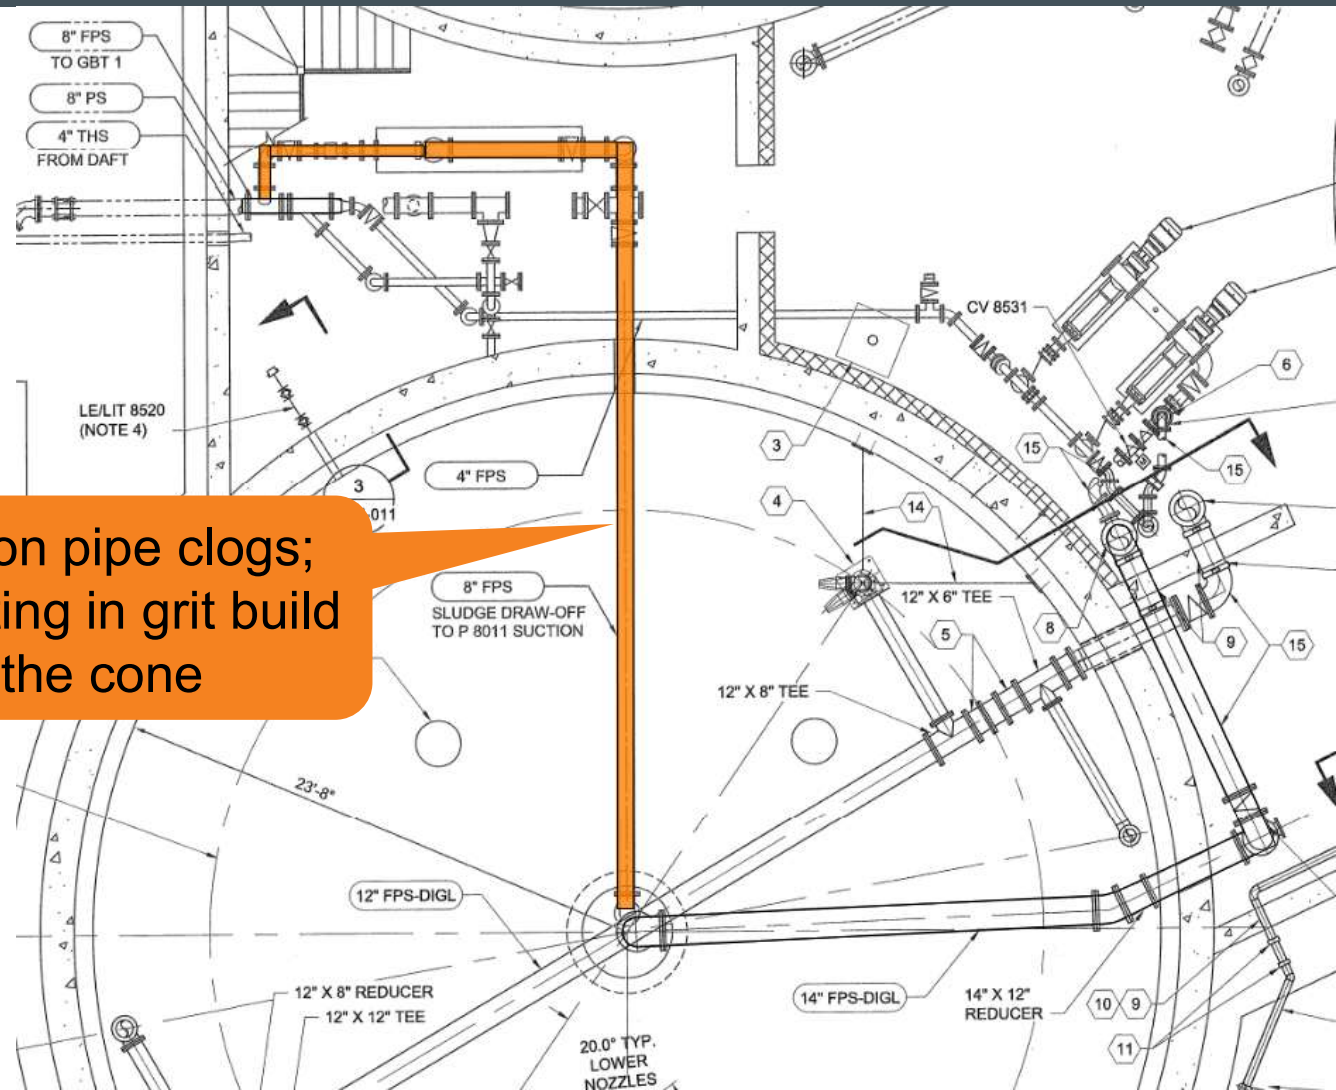 8" FPS
TO GBT 1
8" PS
4" THS
FROM DAFT
CV 8531
6
LE/LIT 8520
(NOTE 4)
3
15
15
4" FPS
3
-011
4
14
on pipe clogs;
ting in grit build
the cone
8" FPS
SLUDGE DRAW-OFF
TO P 8011 SUCTION
12" X 6" TEE
5
8
9
15
12" X 8" TEE
23'-8"
12" FPS-DIGL
12" X 8" REDUCER
12" X 12" TEE
14" FPS-DIGL
14" X 12"
REDUCER
10
9
11
20.0° TYP.
LOWER
NOZZLES